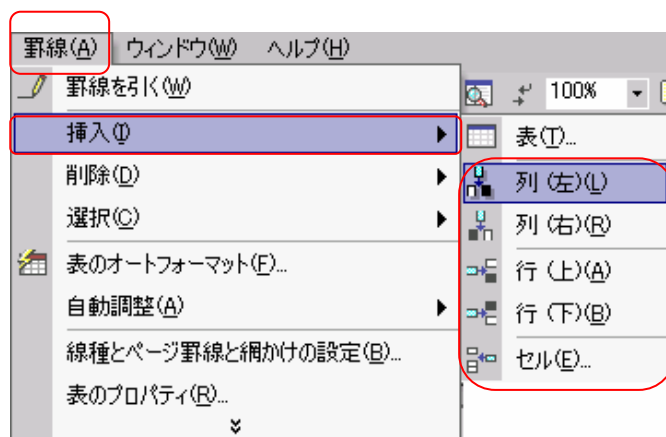 罫線(A) ウィンドウ(W) ヘルプ(H)
罫線を引く(W)
100%
挿入(I)
表(T)...
削除(D)
列 (左)(L)
選択(C)
列 (右)(R)
表のオートフォーマット(F)...
行 (上)(A)
自動調整(A)
行 (下)(B)
線種とページ罫線と網かけの設定(B)...
セル(E)...
表のプロパティ(R)...